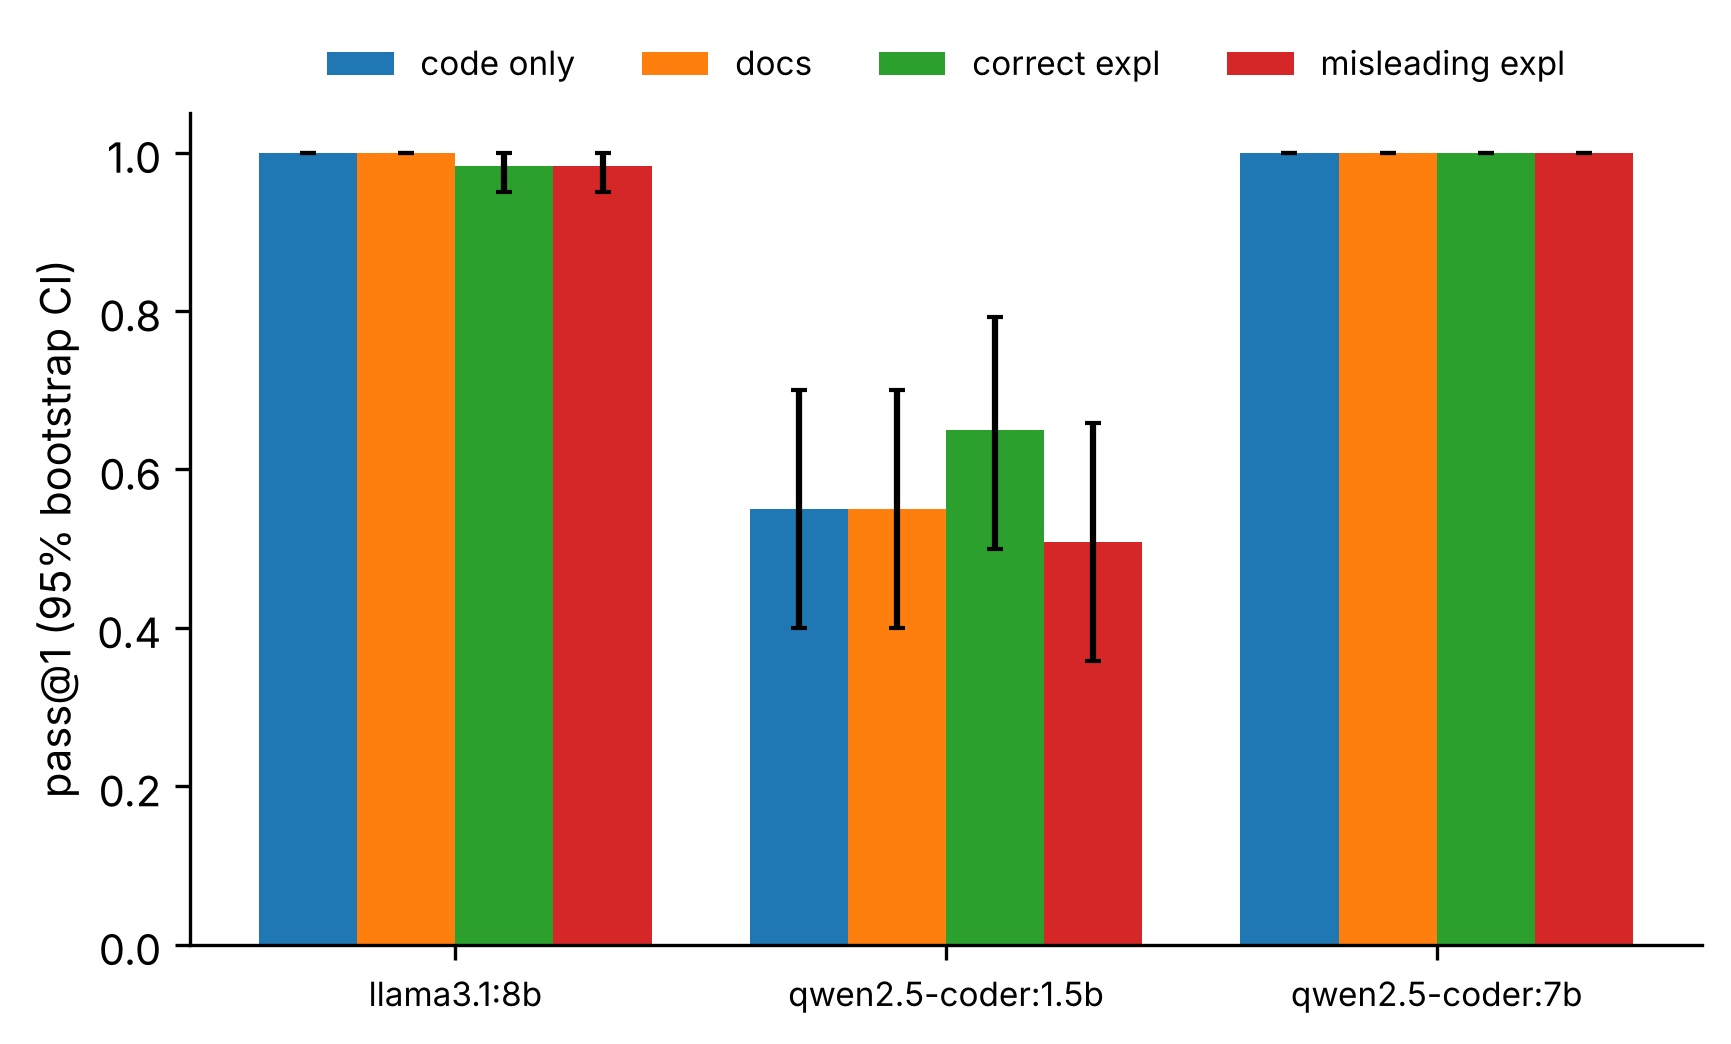 code only docs correct expl misleading expl
pass@1 (95% bootstrap CI)
1.0
0.8
0.6
0.4
0.2
0.0
llama3.1:8b qwen2.5-coder:1.5b qwen2.5-coder:7b